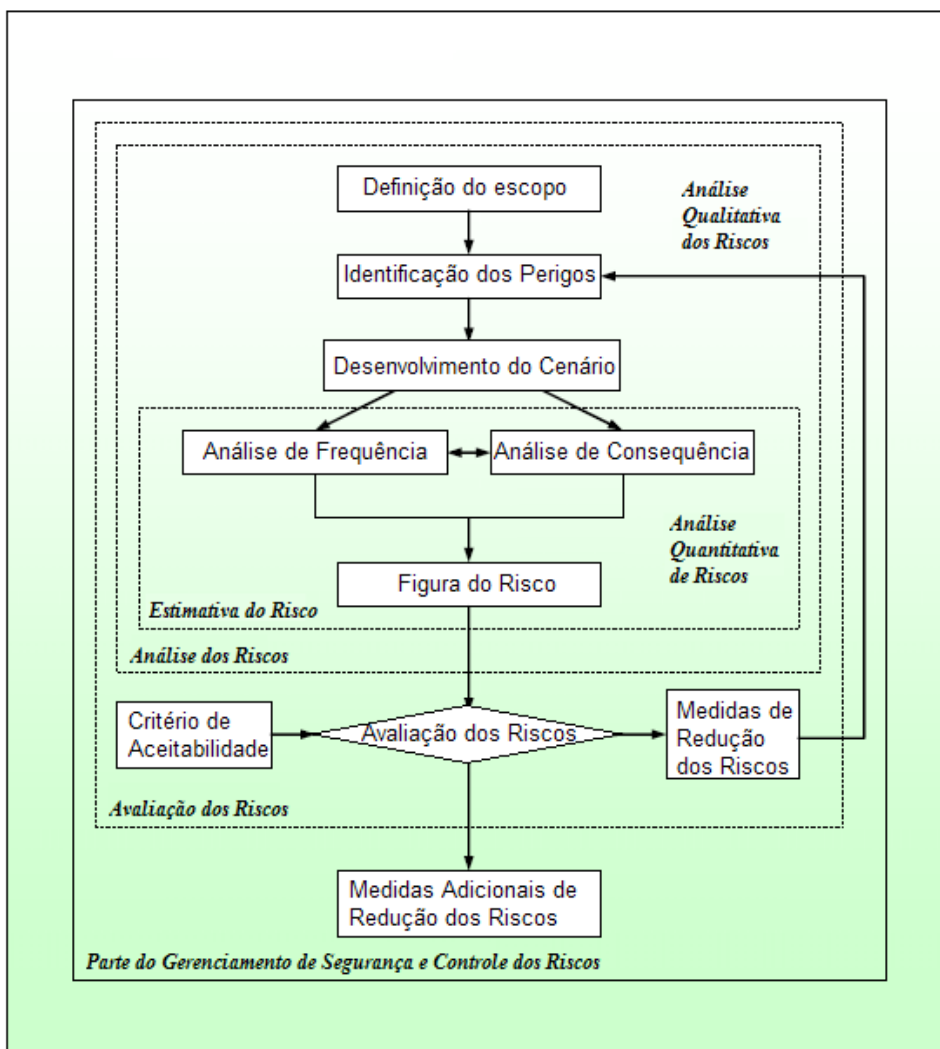 Definição do escopo
Análise
Qualitativa
dos Riscos
Identificação dos Perigos
Desenvolvimento do Cenário
Análise de Frequência
Análise de Consequência
Análise
Quantitativa
de Riscos
Figura do Risco
Estimativa do Risco
Análise dos Riscos
Critério de
Aceitabilidade
Avaliação dos Riscos
Medidas de
Redução
dos Riscos
Avaliação dos Riscos
Medidas Adicionais de
Redução dos Riscos
Parte do Gerenciamento de Segurança e Controle dos Riscos